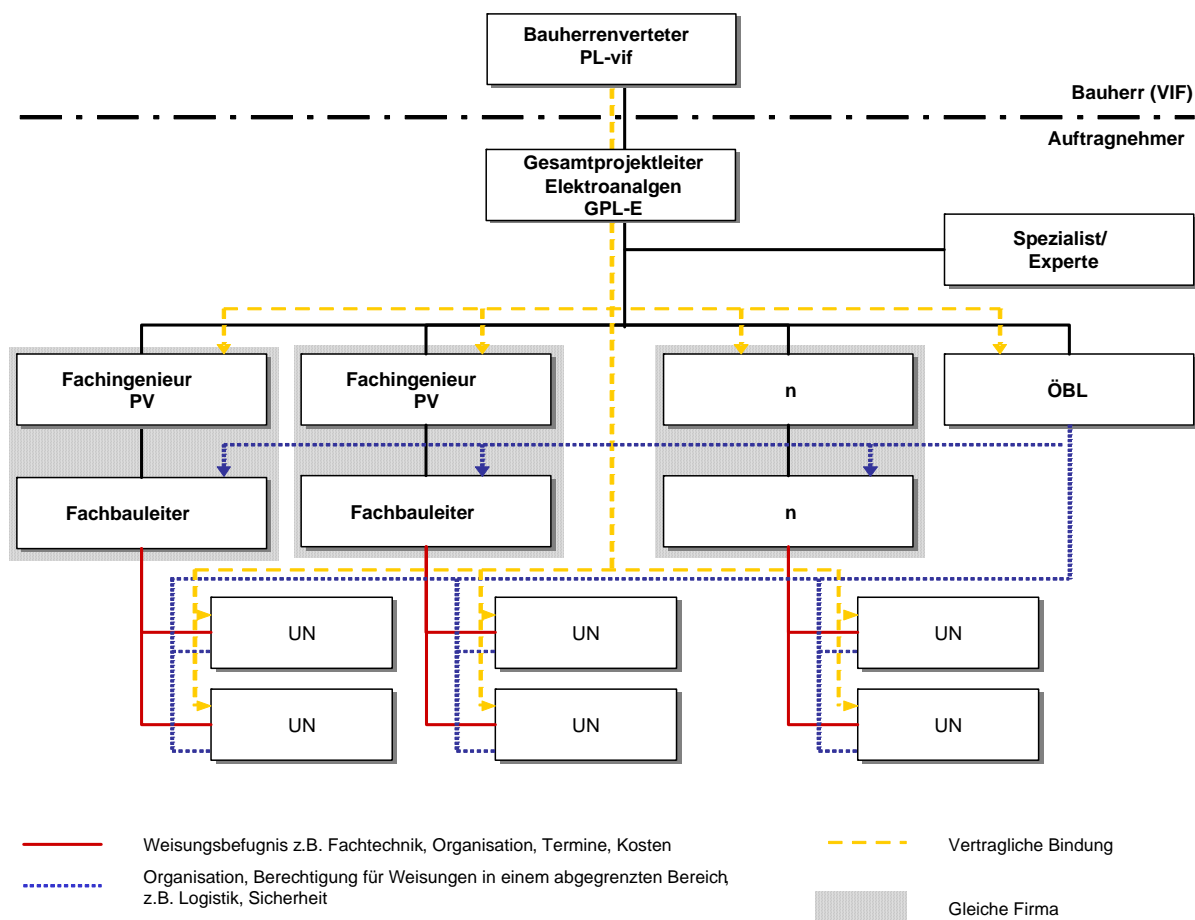 Bauherrenverteter
PL-vif
Bauherr (VIF)
Auftragnehmer
Gesamtprojektleiter
Elektroanalgen
GPL-E
Spezialist/
Experte
Fachingenieur
PV
Fachingenieur
PV
n
ÖBL
Fachbauleiter
Fachbauleiter
n
UN
UN
UN
UN
UN
UN
Weisungsbefugnis z.B. Fachtechnik, Organisation, Termine, Kosten
Vertragliche Bindung
Organisation, Berechtigung für Weisungen in einem abgegrenzten Bereich,
z.B. Logistik, Sicherheit
Gleiche Firma